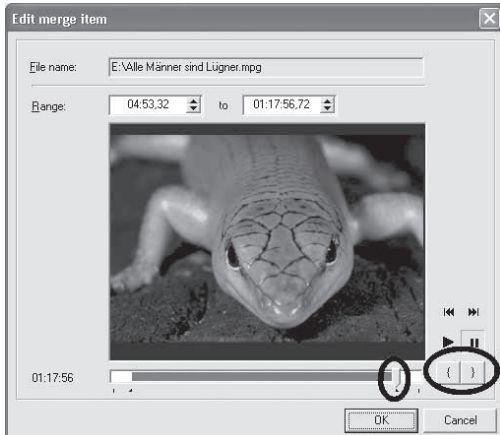 Edit merge item
File name: E:\Alle Männer sind Lügner.mpg
Range: 04:53,32 to 01:17:56,72
01:17:56
{ }
OK Cancel